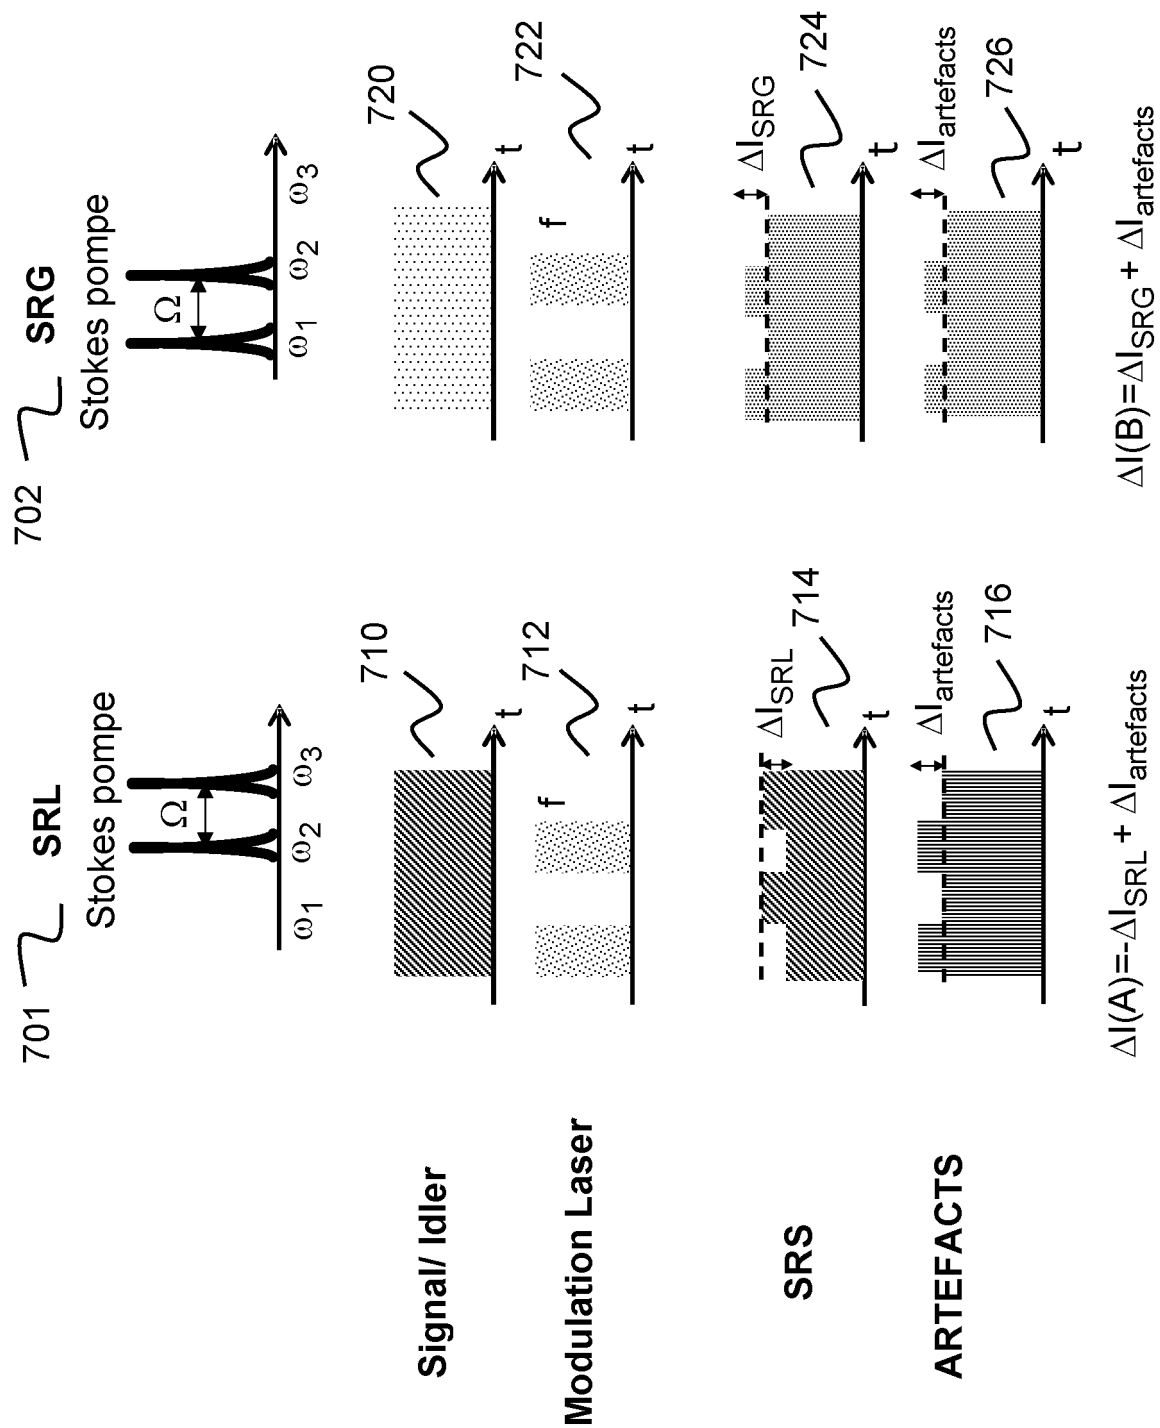 701
SRL
Stokes pompe
Ω
ω1 ω2 ω3
702
SRG
Stokes pompe
Ω
ω1 ω2 ω3
Signal/ Idler
710
t
720
t
Modulation Laser
f
712
t
f
722
t
SRS
ΔISRL
714
t
ΔISRG
724
t
ARTEFACTS
ΔIartefacts
716
t
ΔIartefacts
726
t
ΔI(A)=-ΔISRL + ΔIartefacts
ΔI(B)=ΔISRG + ΔIartefacts